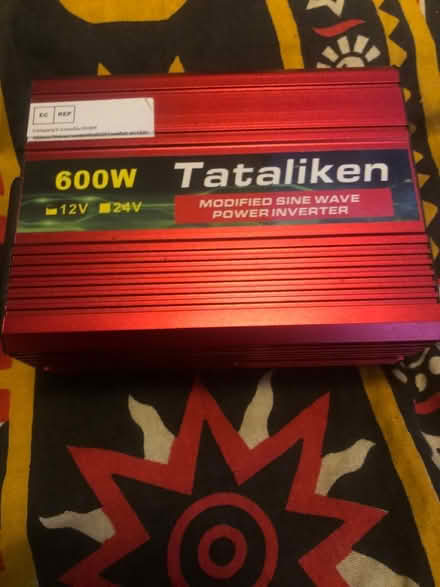 EC REP
600W
Tataliken
12V 24V
MODIFIED SINE WAVE
POWER INVERTER